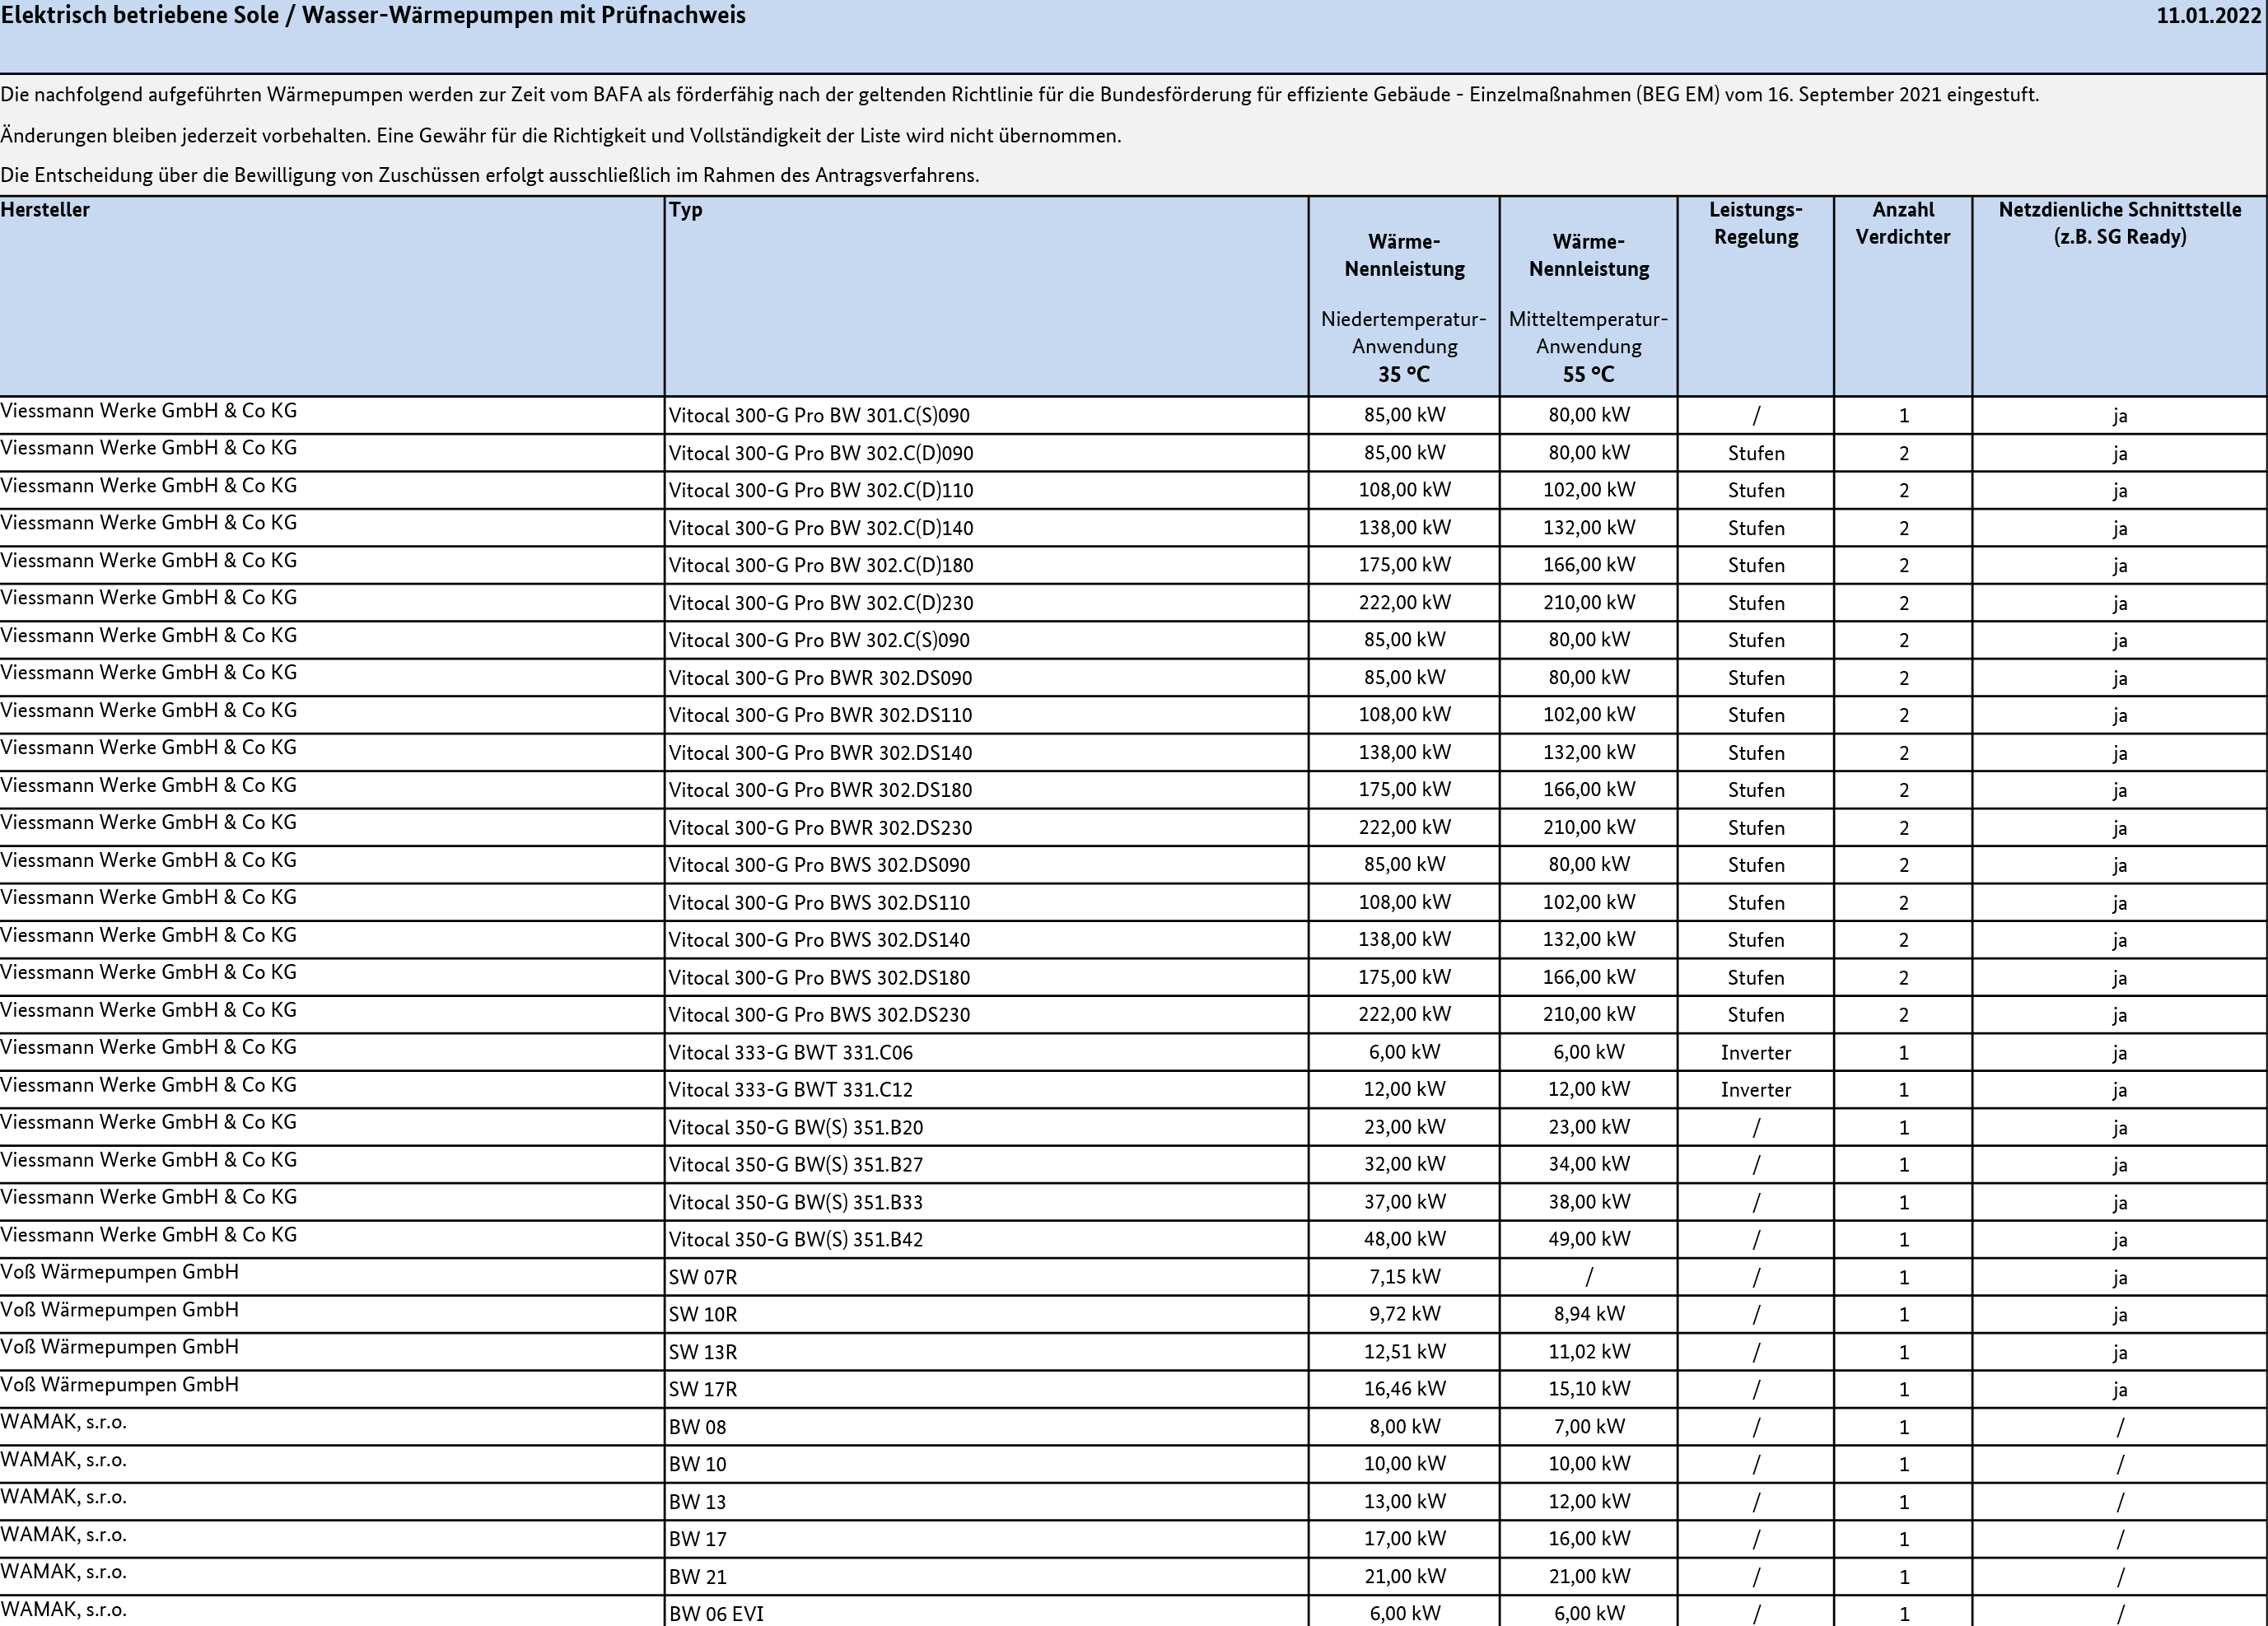 Elektrisch betriebene Sole / Wasser-Wärmepumpen mit Prüfnachweis 11.01.2022
Die nachfolgend aufgeführten Wärmepumpen werden zur Zeit vom BAFA als förderfähig nach der geltenden Richtlinie für die Bundesförderung für effiziente Gebäude - Einzelmaßnahmen (BEG EM) vom 16. September 2021 eingestuft.
Änderungen bleiben jederzeit vorbehalten. Eine Gewähr für die Richtigkeit und Vollständigkeit der Liste wird nicht übernommen.
Die Entscheidung über die Bewilligung von Zuschüssen erfolgt ausschließlich im Rahmen des Antragsverfahrens.
Hersteller Typ Leistungs- Anzahl Netzdienliche Schnittstelle
Regelung Verdichter (z.B. SG Ready)
Wärme- Wärme-
Nennleistung Nennleistung
Niedertemperatur- Mitteltemperatur-
Anwendung Anwendung
35 °C 55 °C
Viessmann Werke GmbH & Co KG Vitocal 300-G Pro BW 301.C(S)090 85,00 kW 80,00 kW / 1 ja
Viessmann Werke GmbH & Co KG Vitocal 300-G Pro BW 302.C(D)090 85,00 kW 80,00 kW Stufen 2 ja
Viessmann Werke GmbH & Co KG Vitocal 300-G Pro BW 302.C(D)110 108,00 kW 102,00 kW Stufen 2 ja
Viessmann Werke GmbH & Co KG Vitocal 300-G Pro BW 302.C(D)140 138,00 kW 132,00 kW Stufen 2 ja
Viessmann Werke GmbH & Co KG Vitocal 300-G Pro BW 302.C(D)180 175,00 kW 166,00 kW Stufen 2 ja
Viessmann Werke GmbH & Co KG Vitocal 300-G Pro BW 302.C(D)230 222,00 kW 210,00 kW Stufen 2 ja
Viessmann Werke GmbH & Co KG Vitocal 300-G Pro BW 302.C(S)090 85,00 kW 80,00 kW Stufen 2 ja
Viessmann Werke GmbH & Co KG Vitocal 300-G Pro BWR 302.DS090 85,00 kW 80,00 kW Stufen 2 ja
Viessmann Werke GmbH & Co KG Vitocal 300-G Pro BWR 302.DS110 108,00 kW 102,00 kW Stufen 2 ja
Viessmann Werke GmbH & Co KG Vitocal 300-G Pro BWR 302.DS140 138,00 kW 132,00 kW Stufen 2 ja
Viessmann Werke GmbH & Co KG Vitocal 300-G Pro BWR 302.DS180 175,00 kW 166,00 kW Stufen 2 ja
Viessmann Werke GmbH & Co KG Vitocal 300-G Pro BWR 302.DS230 222,00 kW 210,00 kW Stufen 2 ja
Viessmann Werke GmbH & Co KG Vitocal 300-G Pro BWS 302.DS090 85,00 kW 80,00 kW Stufen 2 ja
Viessmann Werke GmbH & Co KG Vitocal 300-G Pro BWS 302.DS110 108,00 kW 102,00 kW Stufen 2 ja
Viessmann Werke GmbH & Co KG Vitocal 300-G Pro BWS 302.DS140 138,00 kW 132,00 kW Stufen 2 ja
Viessmann Werke GmbH & Co KG Vitocal 300-G Pro BWS 302.DS180 175,00 kW 166,00 kW Stufen 2 ja
Viessmann Werke GmbH & Co KG Vitocal 300-G Pro BWS 302.DS230 222,00 kW 210,00 kW Stufen 2 ja
Viessmann Werke GmbH & Co KG Vitocal 333-G BWT 331.C06 6,00 kW 6,00 kW Inverter 1 ja
Viessmann Werke GmbH & Co KG Vitocal 333-G BWT 331.C12 12,00 kW 12,00 kW Inverter 1 ja
Viessmann Werke GmbH & Co KG Vitocal 350-G BW(S) 351.B20 23,00 kW 23,00 kW / 1 ja
Viessmann Werke GmbH & Co KG Vitocal 350-G BW(S) 351.B27 32,00 kW 34,00 kW / 1 ja
Viessmann Werke GmbH & Co KG Vitocal 350-G BW(S) 351.B33 37,00 kW 38,00 kW / 1 ja
Viessmann Werke GmbH & Co KG Vitocal 350-G BW(S) 351.B42 48,00 kW 49,00 kW / 1 ja
Voß Wärmepumpen GmbH SW 07R 7,15 kW / / 1 ja
Voß Wärmepumpen GmbH SW 10R 9,72 kW 8,94 kW / 1 ja
Voß Wärmepumpen GmbH SW 13R 12,51 kW 11,02 kW / 1 ja
Voß Wärmepumpen GmbH SW 17R 16,46 kW 15,10 kW / 1 ja
WAMAK, s.r.o. BW 08 8,00 kW 7,00 kW / 1 /
WAMAK, s.r.o. BW 10 10,00 kW 10,00 kW / 1 /
WAMAK, s.r.o. BW 13 13,00 kW 12,00 kW / 1 /
WAMAK, s.r.o. BW 17 17,00 kW 16,00 kW / 1 /
WAMAK, s.r.o. BW 21 21,00 kW 21,00 kW / 1 /
WAMAK, s.r.o. BW 06 EVI 6,00 kW 6,00 kW / 1 /